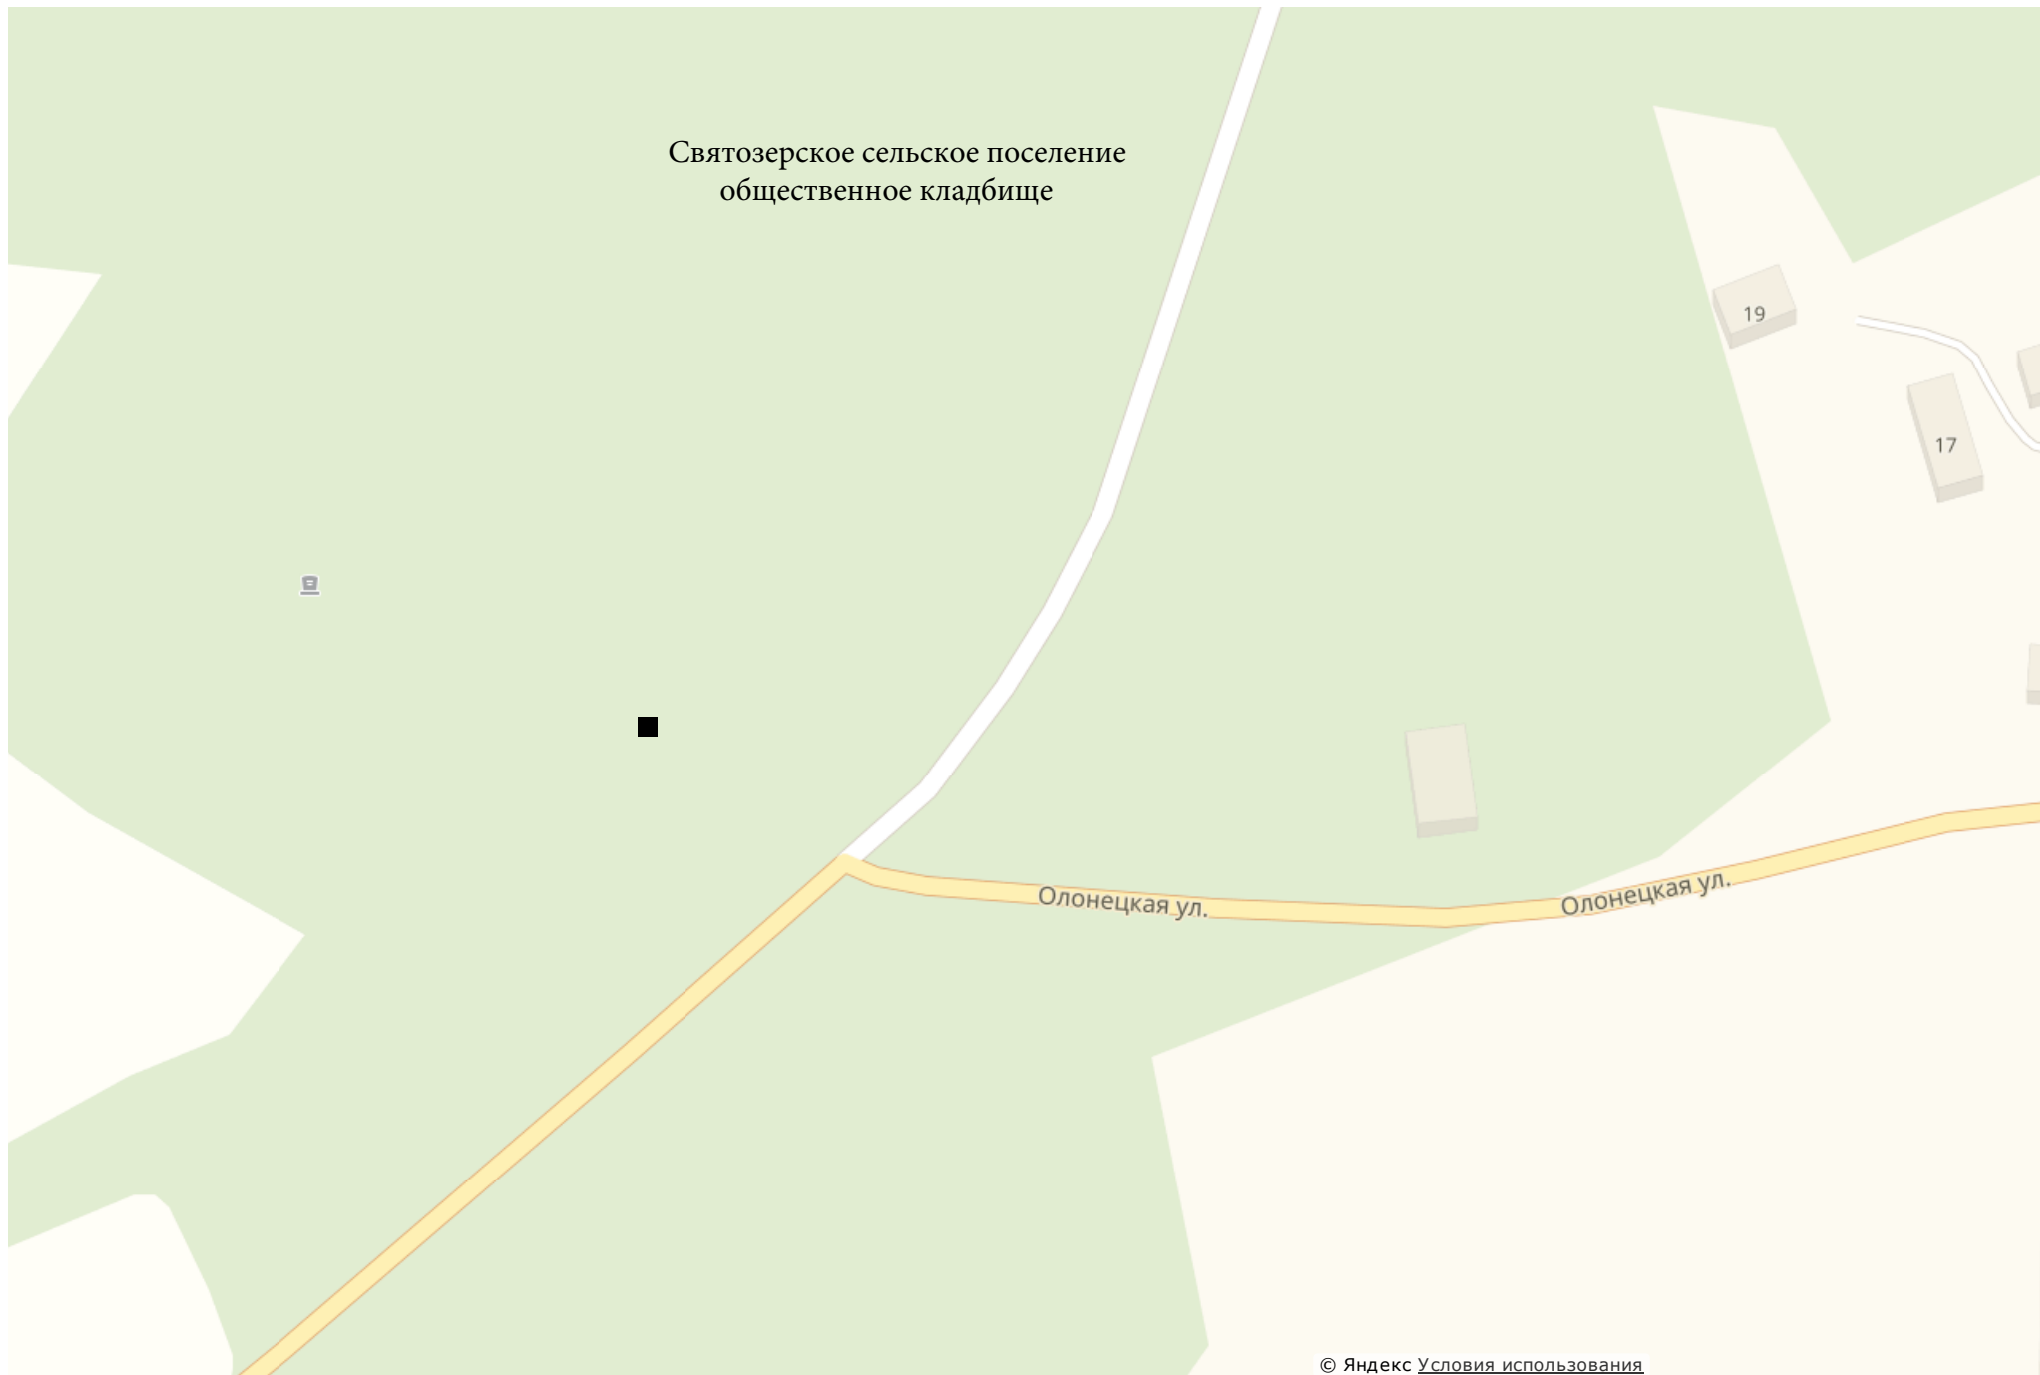 Святозерское сельское поселение
общественное кладбище
19
17
Олонецкая ул.
Олонецкая ул.
© Яндекс Условия использования